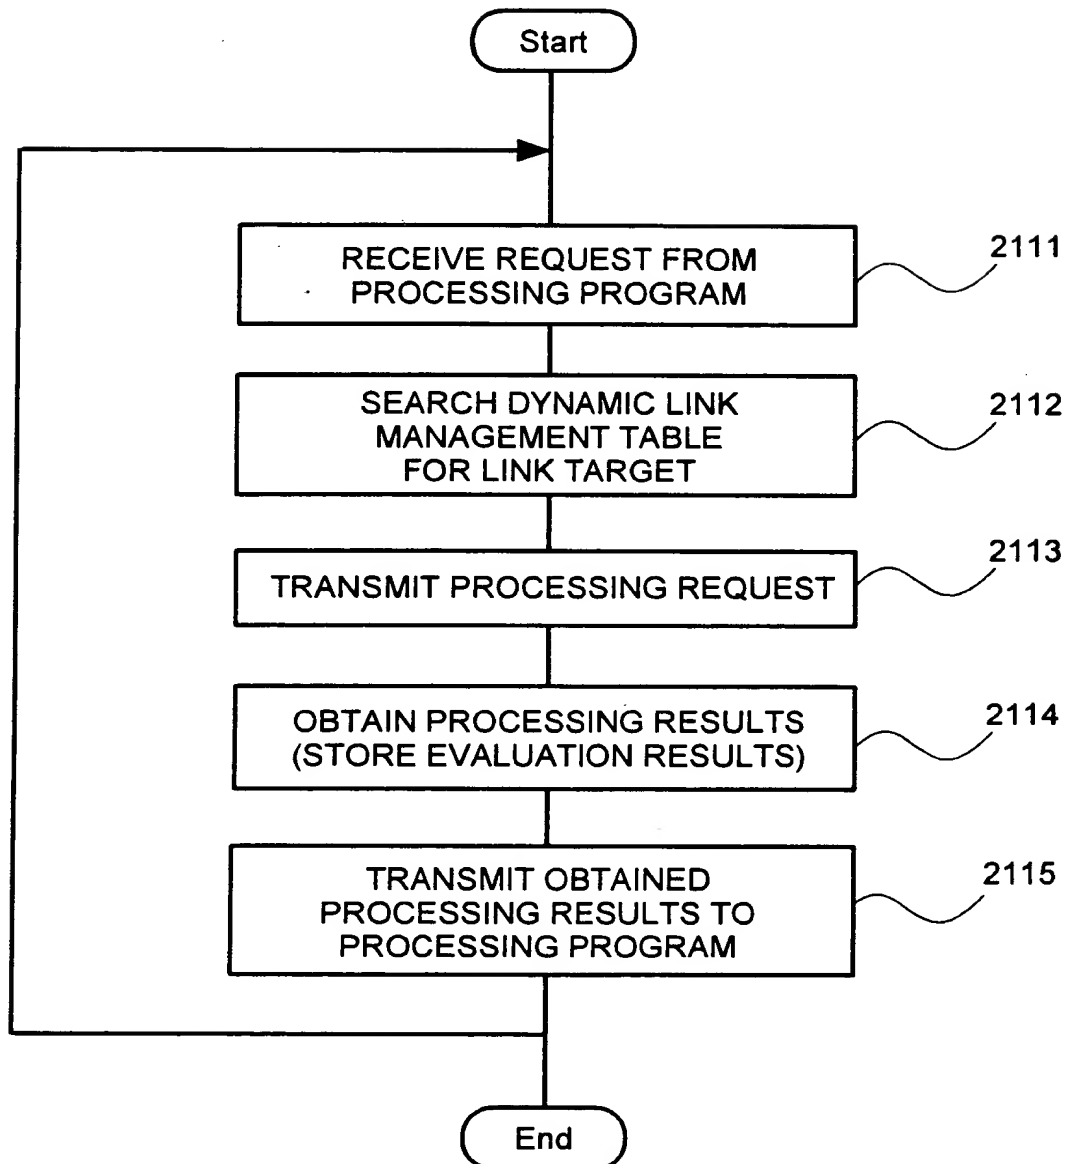 Start
RECEIVE REQUEST FROM
PROCESSING PROGRAM
2111
SEARCH DYNAMIC LINK
MANAGEMENT TABLE
FOR LINK TARGET
2112
TRANSMIT PROCESSING REQUEST
2113
OBTAIN PROCESSING RESULTS
(STORE EVALUATION RESULTS)
2114
TRANSMIT OBTAINED
PROCESSING RESULTS TO
PROCESSING PROGRAM
2115
End